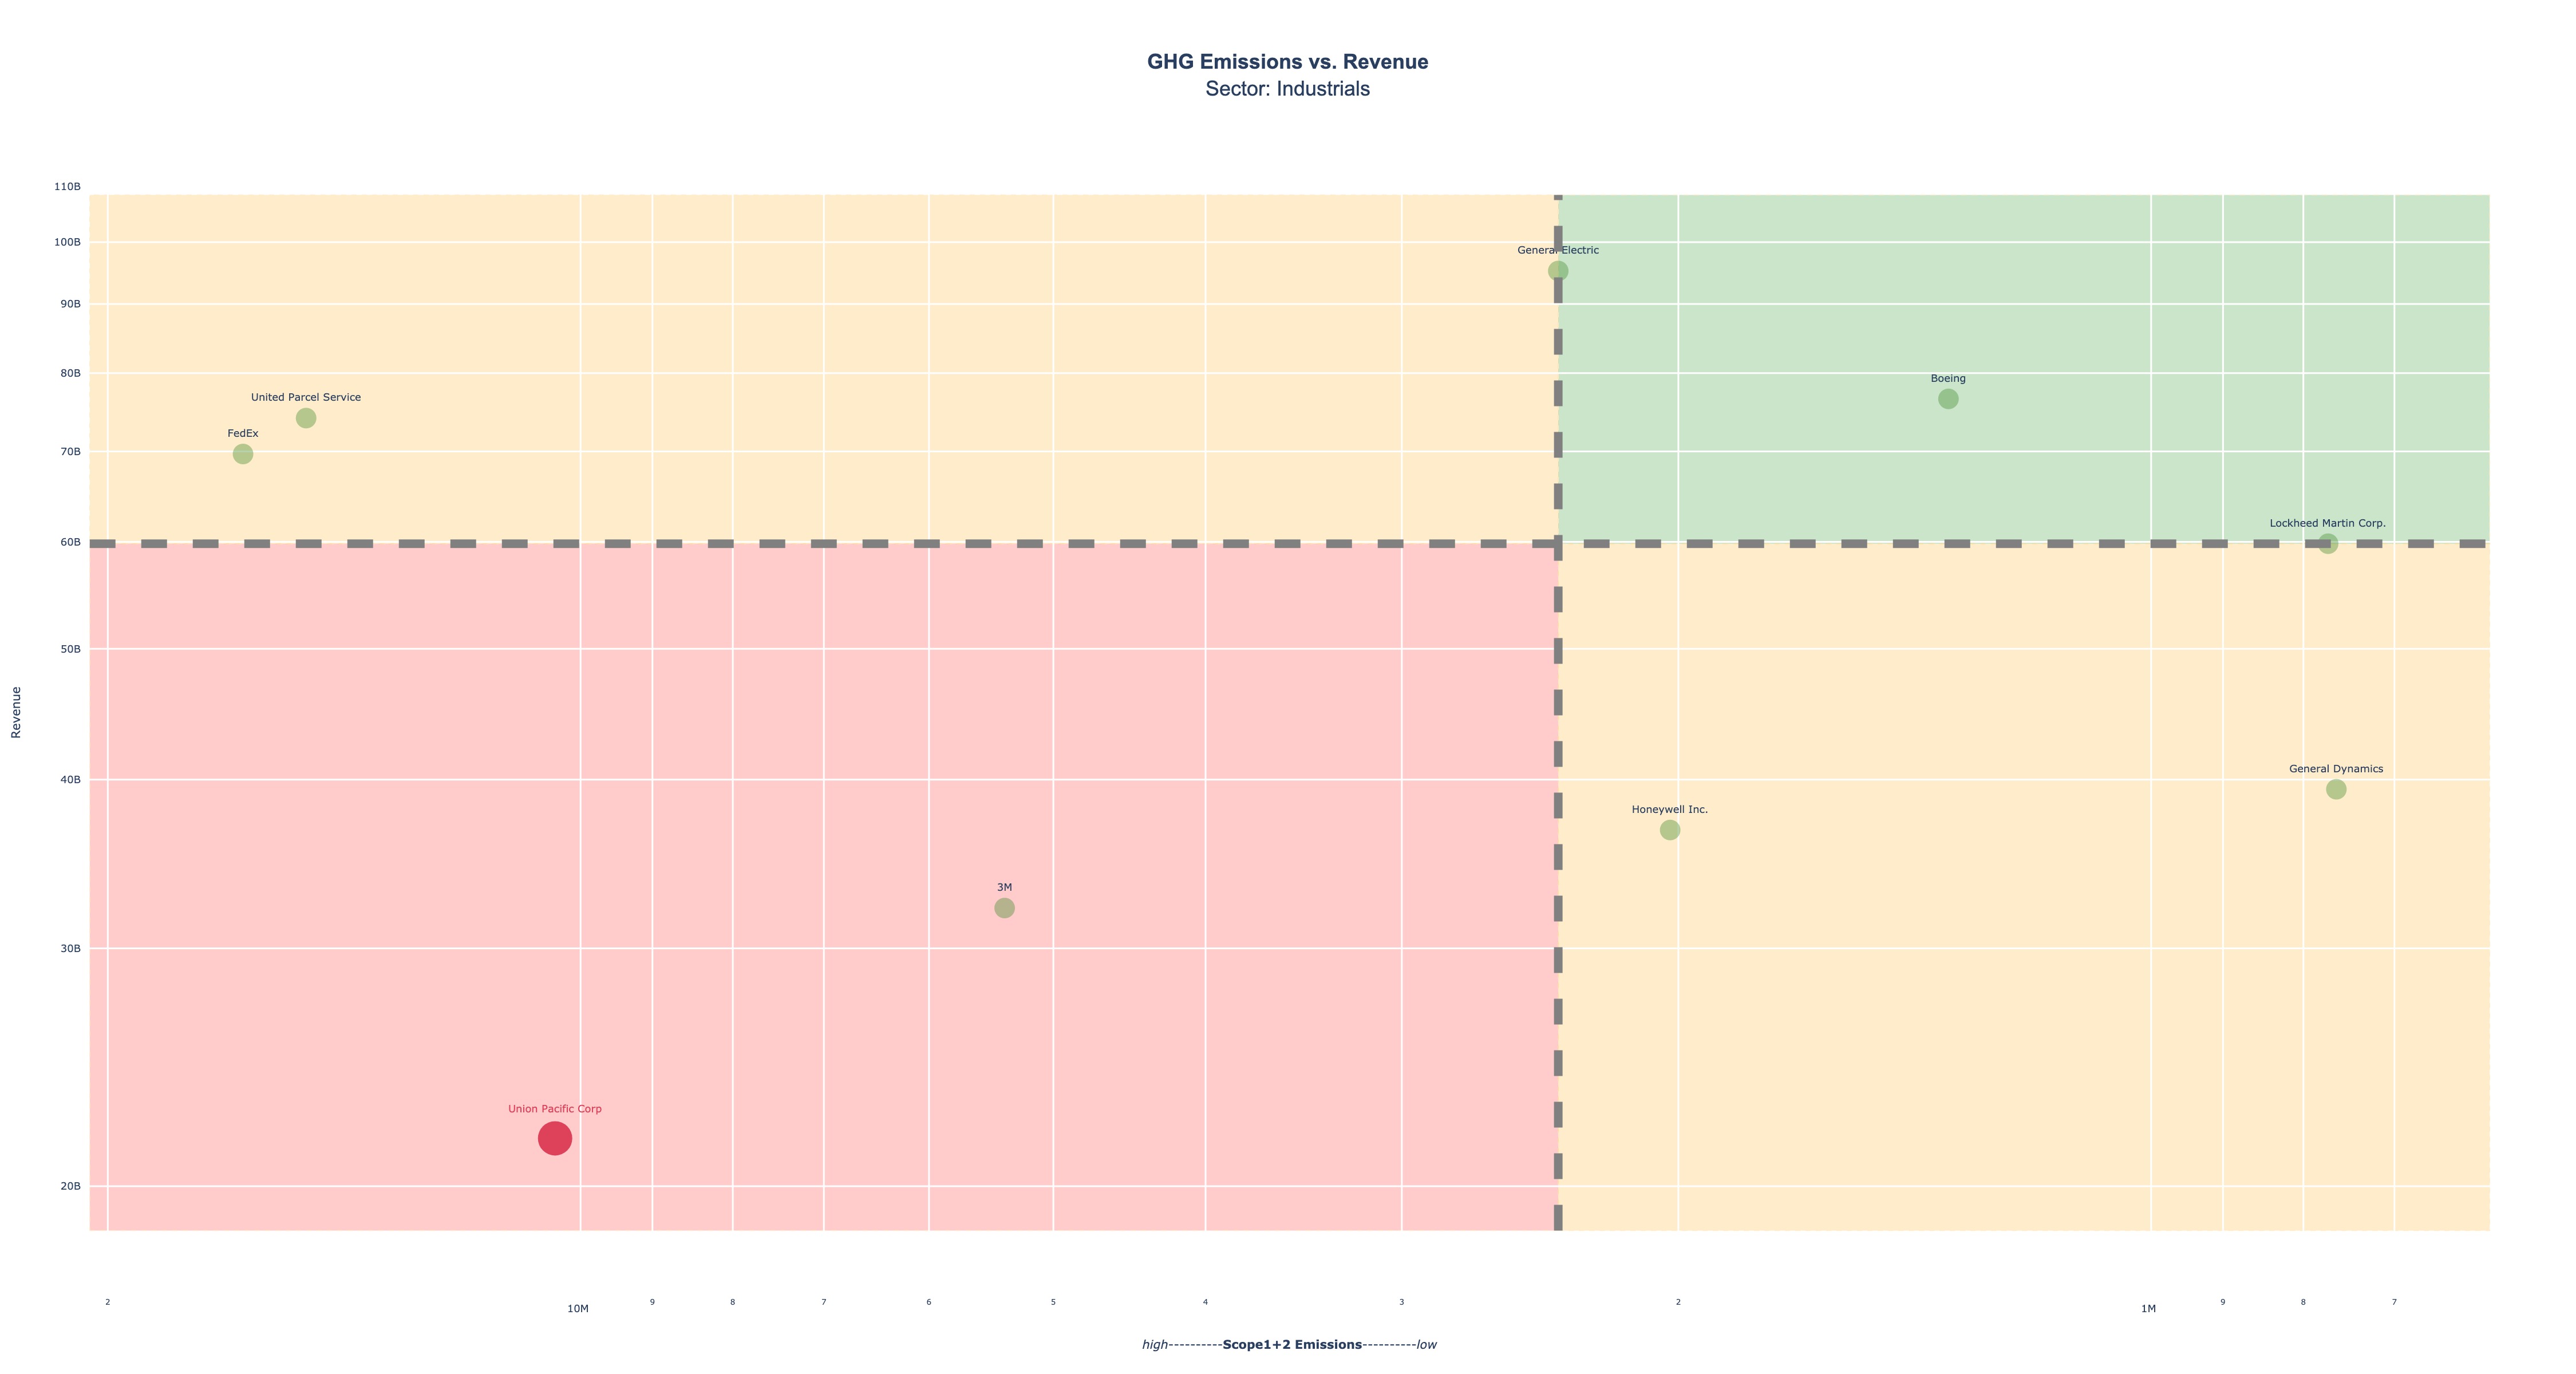 GHG Emissions vs. Revenue
Sector: Industrials
110B
100B
90B
80B
70B
60B
50B
40B
30B
20B
Revenue
General Electric
Boeing
United Parcel Service
FedEx
Lockheed Martin Corp.
General Dynamics
Honeywell Inc.
3M
Union Pacific Corp
2 10M 9 8 7 6 5 4 3 2 1M 9 8 7
high----------Scope1+2 Emissions----------low